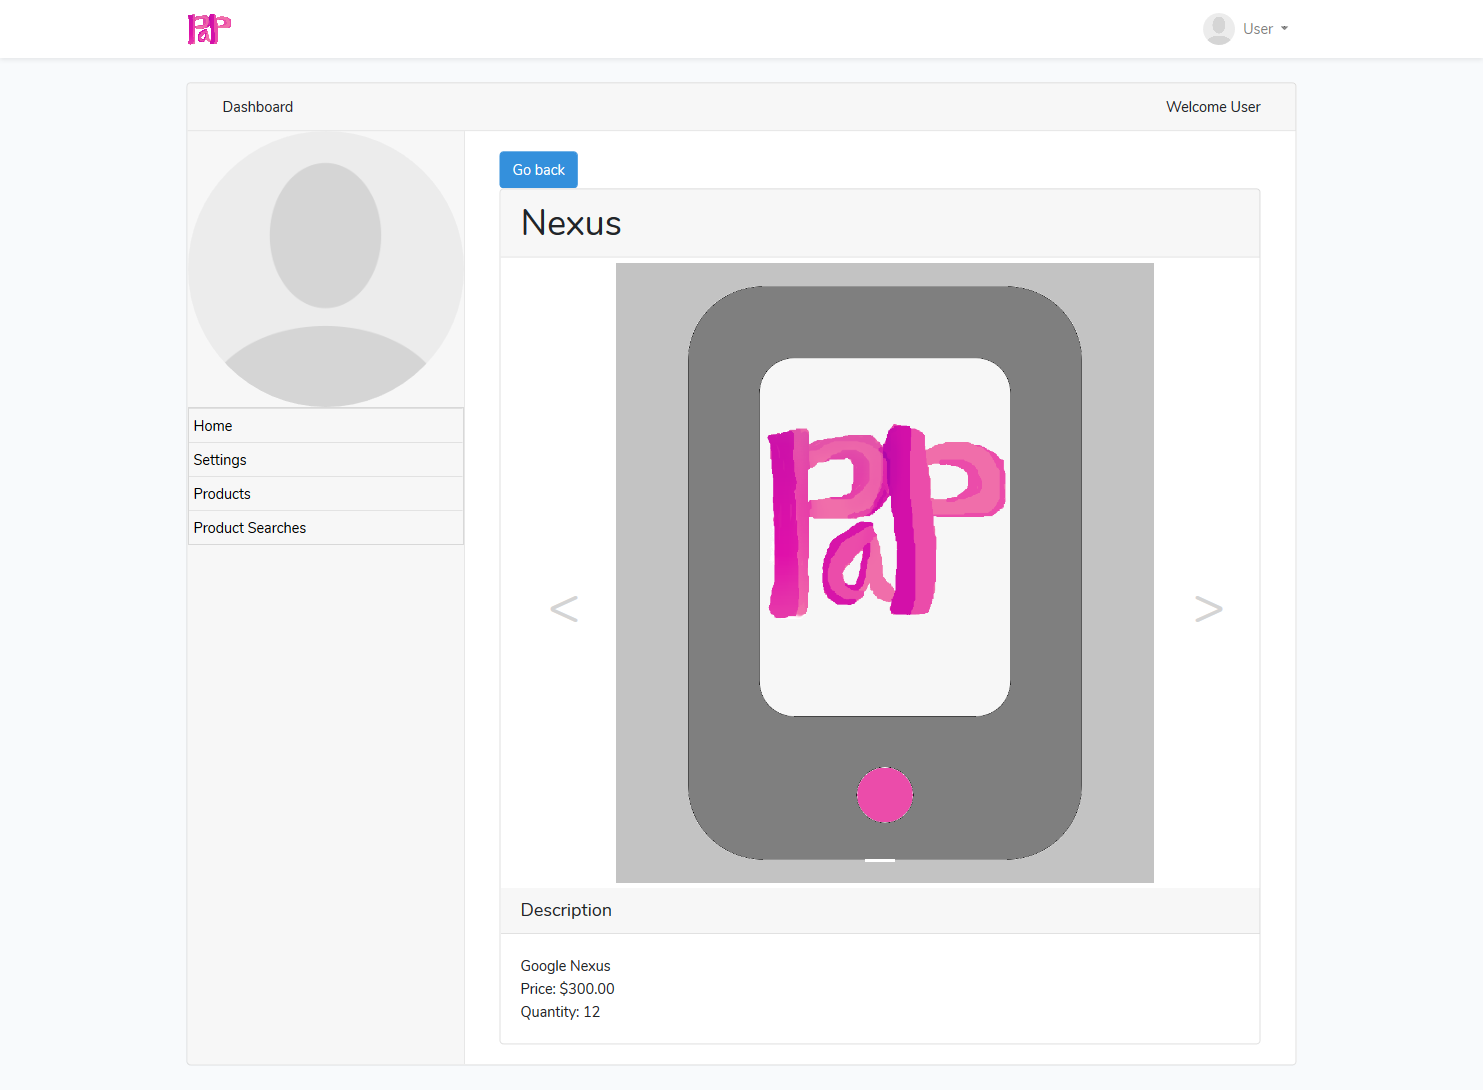 PaP
User
Dashboard
Welcome User
Go back
Nexus
Home
Settings
Products
Product Searches
PaP
<
>
Description
Google Nexus
Price: $300.00
Quantity: 12